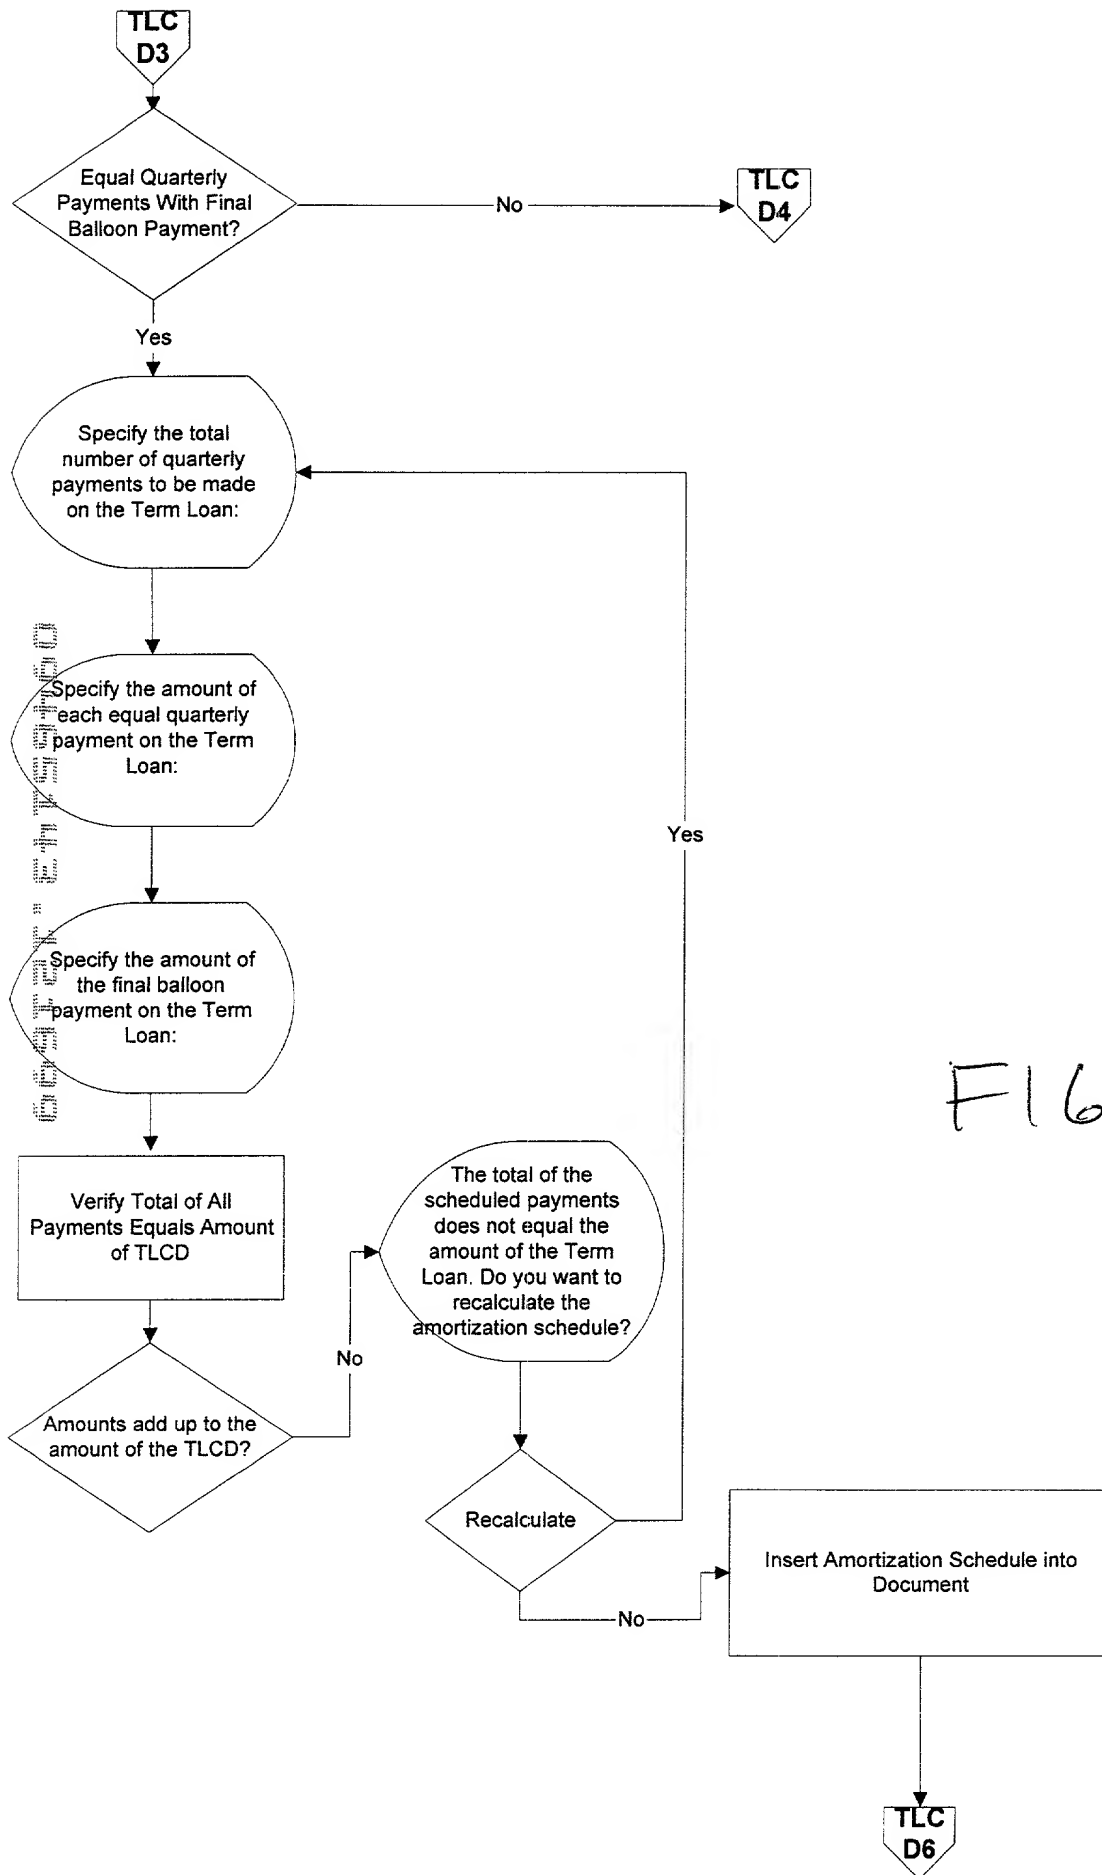 TLC
D3
Equal Quarterly
Payments With Final
Balloon Payment?
No
TLC
D4
Yes
Specify the total
number of quarterly
payments to be made
on the Term Loan:
Specify the amount of
each equal quarterly
payment on the Term
Loan:
Yes
Specify the amount of
the final balloon
payment on the Term
Loan:
FIG
Verify Total of All
Payments Equals Amount
of TLCD
The total of the
scheduled payments
does not equal the
amount of the Term
Loan. Do you want to
recalculate the
amortization schedule?
No
Amounts add up to the
amount of the TLCD?
Recalculate
No
Insert Amortization Schedule into
Document
TLC
D6